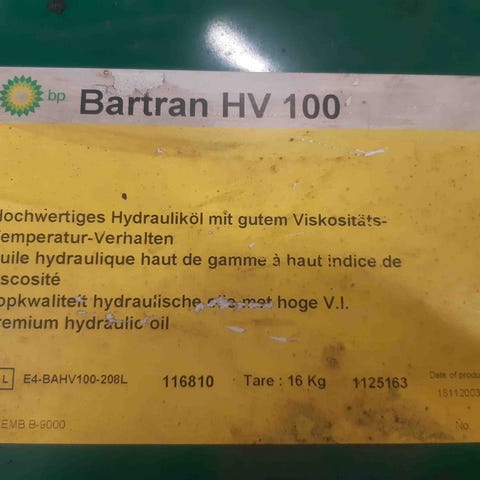 bp Bartran HV 100
Hochwertiges Hydrauliköl mit gutem Viskositäts-
Temperatur-Verhalten
Huile hydraulique haut de gamme à haut indice de
viscosité
Topkwaliteit hydraulische olie met hoge V.I.
Premium hydraulic oil
L E4-BAHV100-208L 116810 Tare : 16 Kg 1125163 Date of produc
18112003
EMB B-9000 No.